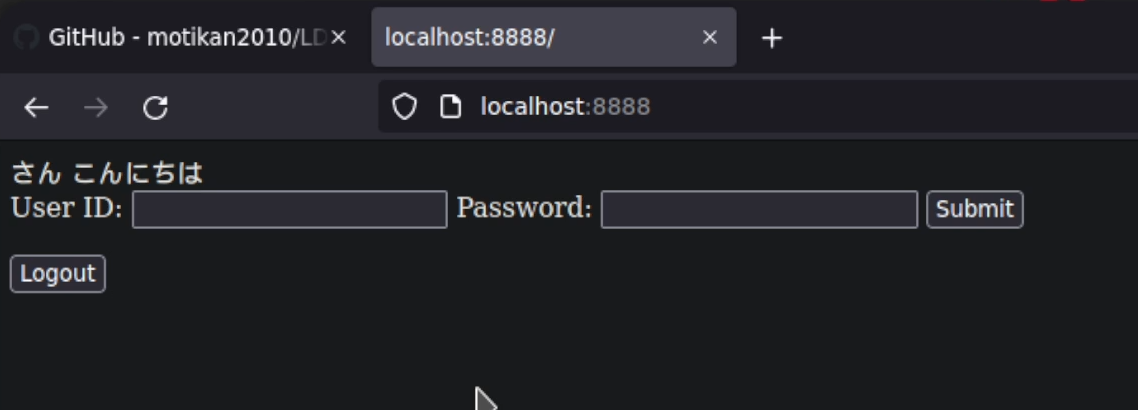 GitHub - motikan2010/LD
localhost:8888/
localhost:8888
さん こんにちは
User ID: Password: Submit
Logout